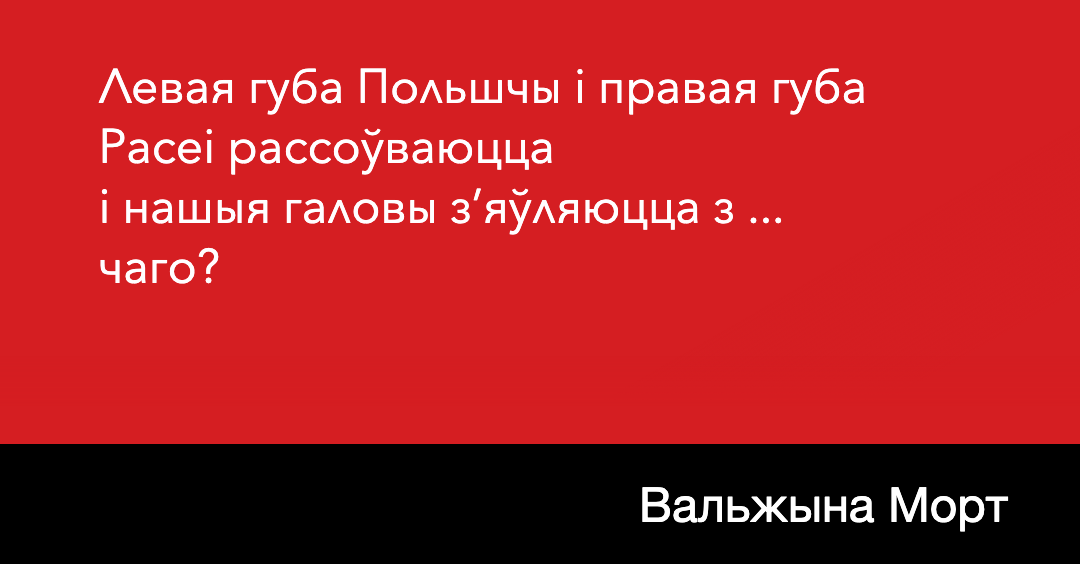 Левая губа Польшчы і правая губа
Расеі рассоўваюцца
і нашыя галовы з’яўляюцца з ...
чаго?
Вальжына Морт